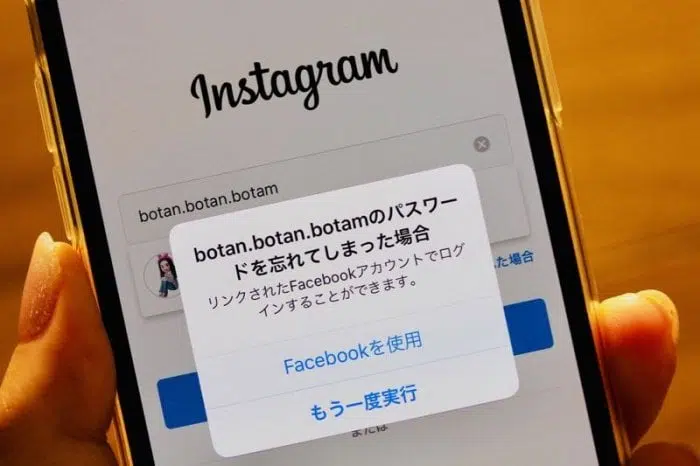 Instagram
botan.botan.botam
botan.botan.botamのパスワー
ドを忘れてしまった場合
リンクされたFacebookアカウントでログ
インすることができます。
た場合
Facebookを使用
もう一度実行
または